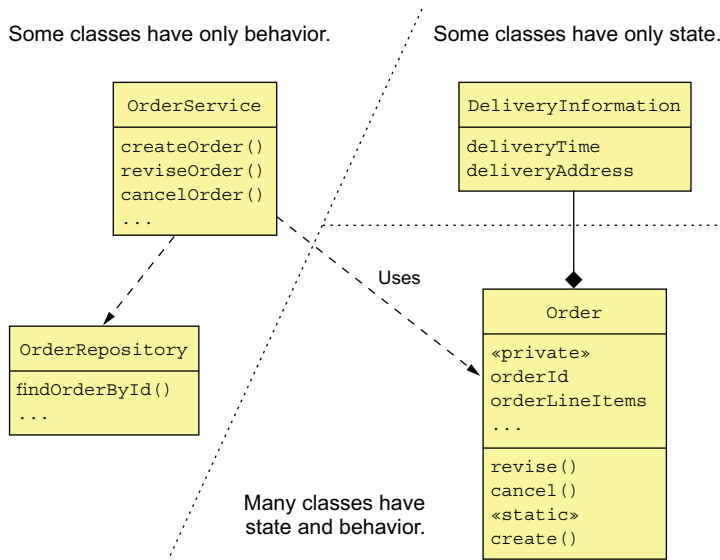 Some classes have only behavior.
Some classes have only state.
OrderService
createOrder()
reviseOrder()
cancelOrder()
...
DeliveryInformation
deliveryTime
deliveryAddress
Uses
OrderRepository
findOrderById()
...
Order
«private»
orderId
orderLineItems
...
revise()
cancel()
«static»
create()
Many classes have
state and behavior.